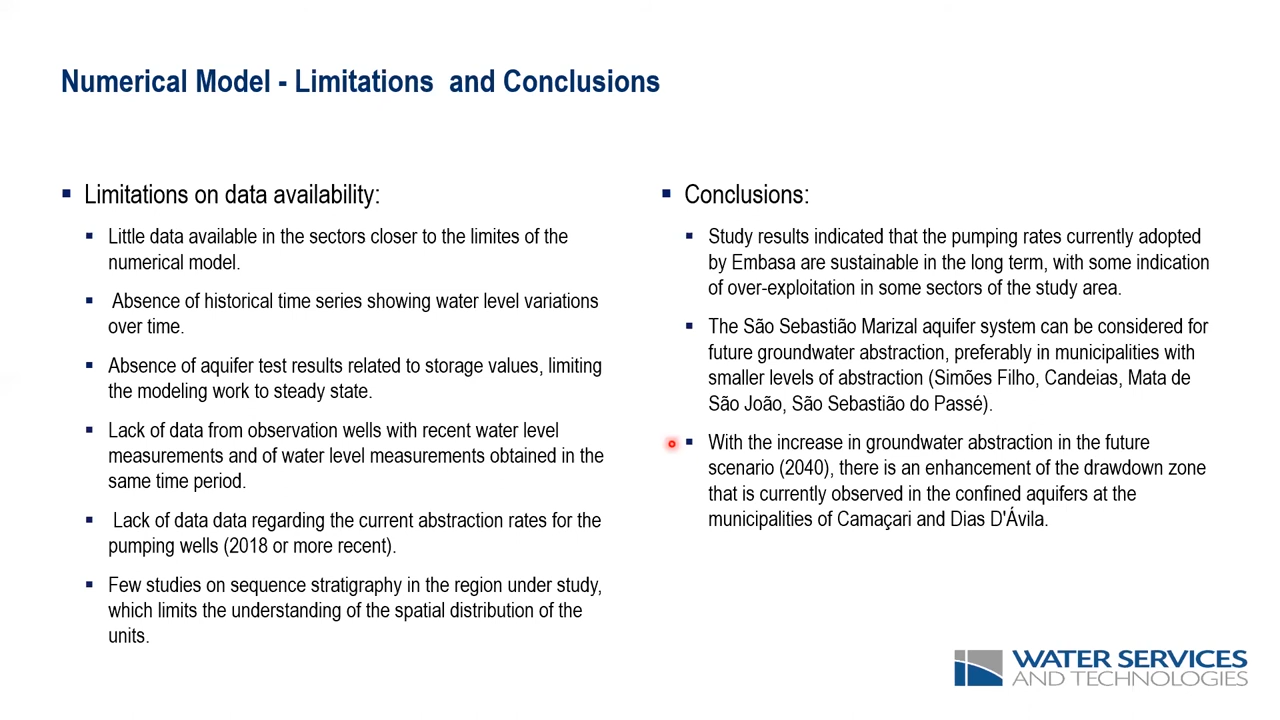 Numerical Model - Limitations and Conclusions
Limitations on data availability:
Little data available in the sectors closer to the limites of the
numerical model.
Absence of historical time series showing water level variations
over time.
Absence of aquifer test results related to storage values, limiting
the modeling work to steady state.
Lack of data from observation wells with recent water level
measurements and of water level measurements obtained in the
same time period.
Lack of data data regarding the current abstraction rates for the
pumping wells (2018 or more recent).
Few studies on sequence stratigraphy in the region under study,
which limits the understanding of the spatial distribution of the
units.
Conclusions:
Study results indicated that the pumping rates currently adopted
by Embasa are sustainable in the long term, with some indication
of over-exploitation in some sectors of the study area.
The São Sebastião Marizal aquifer system can be considered for
future groundwater abstraction, preferably in municipalities with
smaller levels of abstraction (Simões Filho, Candeias, Mata de
São João, São Sebastião do Passé).
With the increase in groundwater abstraction in the future
scenario (2040), there is an enhancement of the drawdown zone
that is currently observed in the confined aquifers at the
municipalities of Camaçari and Dias D'Ávila.
WATER SERVICES
AND TECHNOLOGIES